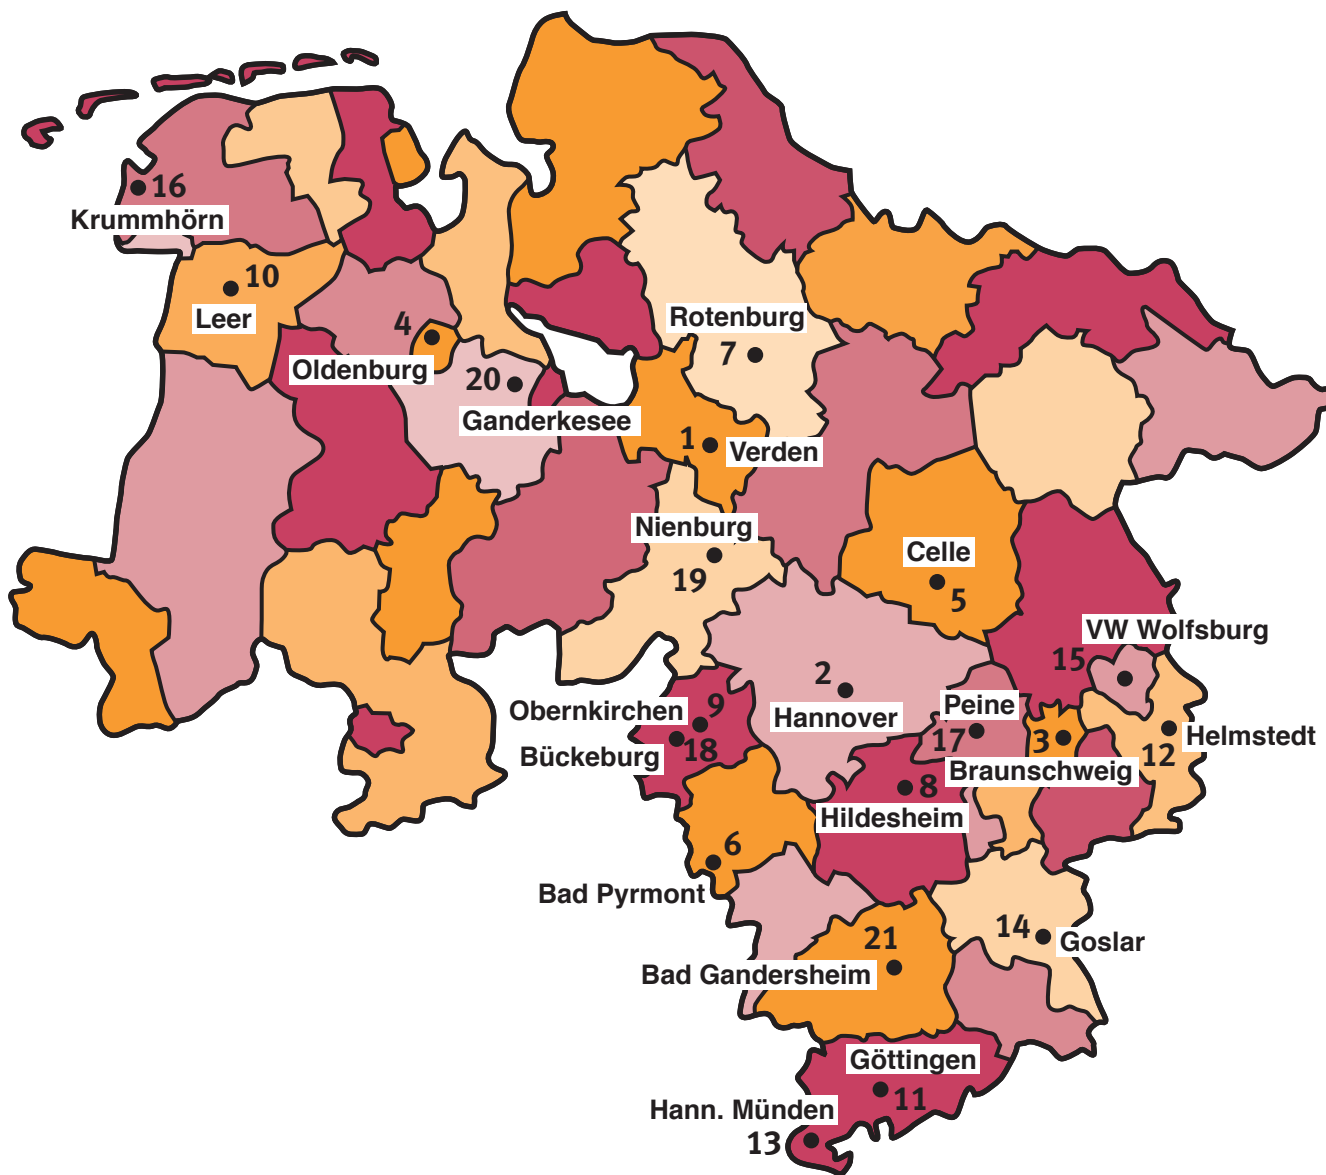 16
Krummhörn
10
Leer
4
Oldenburg
20
Ganderkesee
Rotenburg
7
1
Verden
Nienburg
19
Celle
5
VW Wolfsburg
15
2
Hannover
9
Obernkirchen
18
Bückeburg
Peine
17
3
Braunschweig
Helmstedt
12
8
Hildesheim
6
Bad Pyrmont
14
Goslar
21
Bad Gandersheim
Göttingen
11
Hann. Münden
13